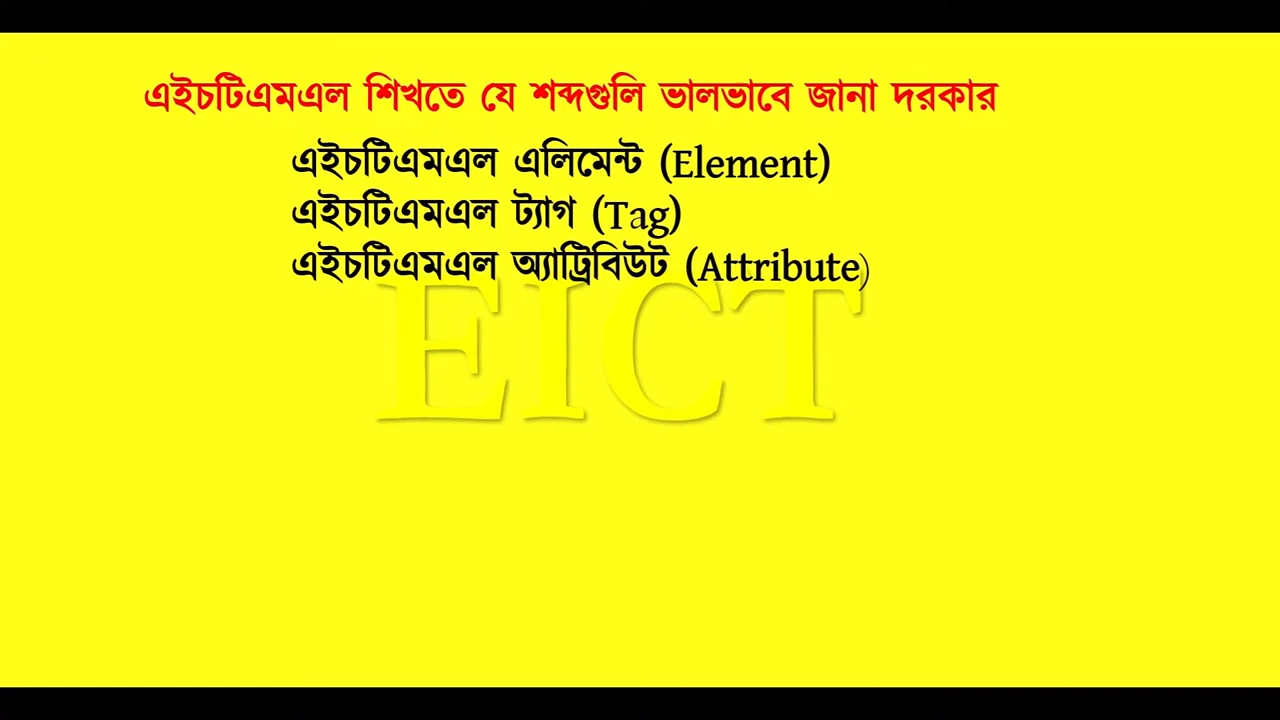 এইচটিএমএল শিখতে যে শব্দগুলি ভালভাবে জানা দরকার
এইচটিএমএল এলিমেন্ট (Element)
এইচটিএমএল ট্যাগ (Tag)
এইচটিএমএল অ্যাট্রিবিউট (Attribute)
EICT